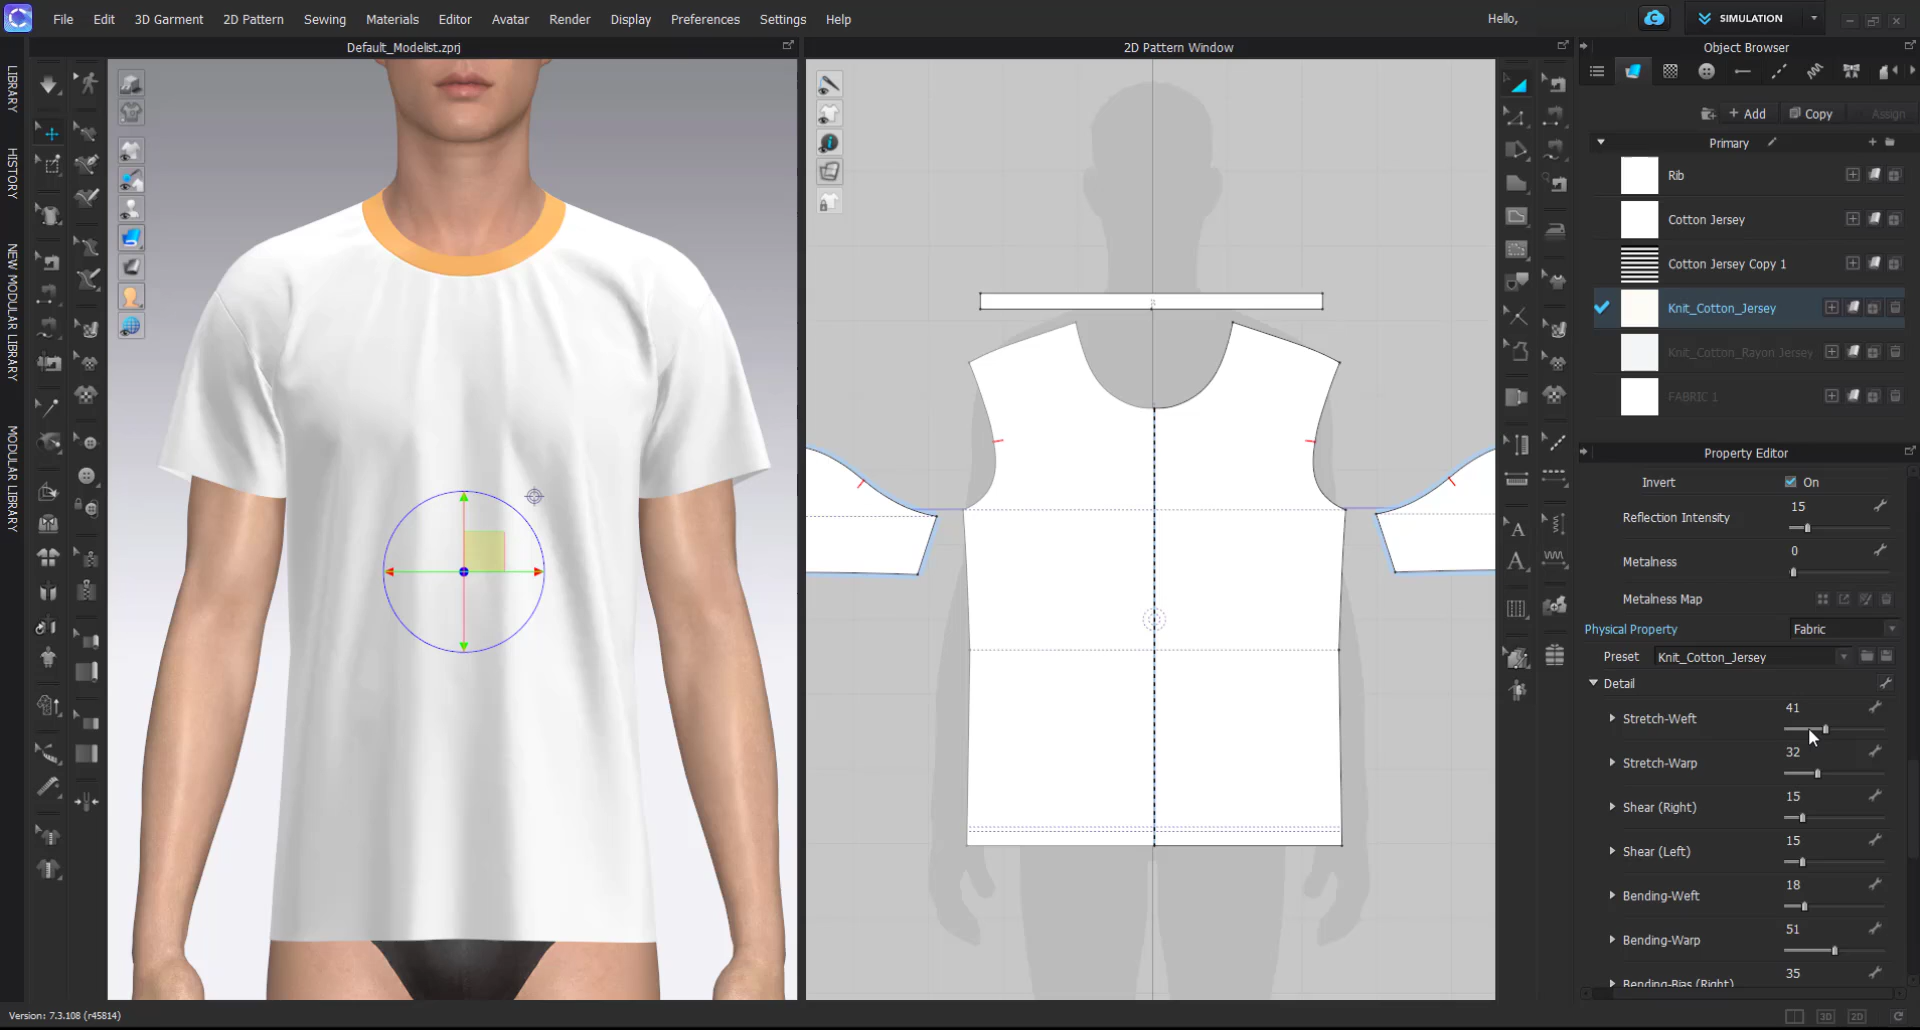 File Edit 3D Garment 2D Pattern Sewing Materials Editor Avatar Render Display Preferences Settings Help
Hello,
SIMULATION
Default_Modelist.zprj
2D Pattern Window
Object Browser
LIBRARY
HISTORY
NEW MODULAR LIBRARY
MODULAR LIBRARY
+ Add
Copy
Assign
Primary
Rib
Cotton Jersey
Cotton Jersey Copy 1
Knit_Cotton_Jersey
Knit_Cotton_Rayon Jersey
FABRIC 1
Property Editor
Invert On
Reflection Intensity 15
Metalness 0
Metalness Map
Physical Property Fabric
Preset Knit_Cotton_Jersey
Detail
Stretch-Weft 41
Stretch-Warp 32
Shear (Right) 15
Shear (Left) 15
Bending-Weft 18
Bending-Warp 51
Bending-Bias (Right) 35
Version: 7.3.108 (r45814)
3D
2D